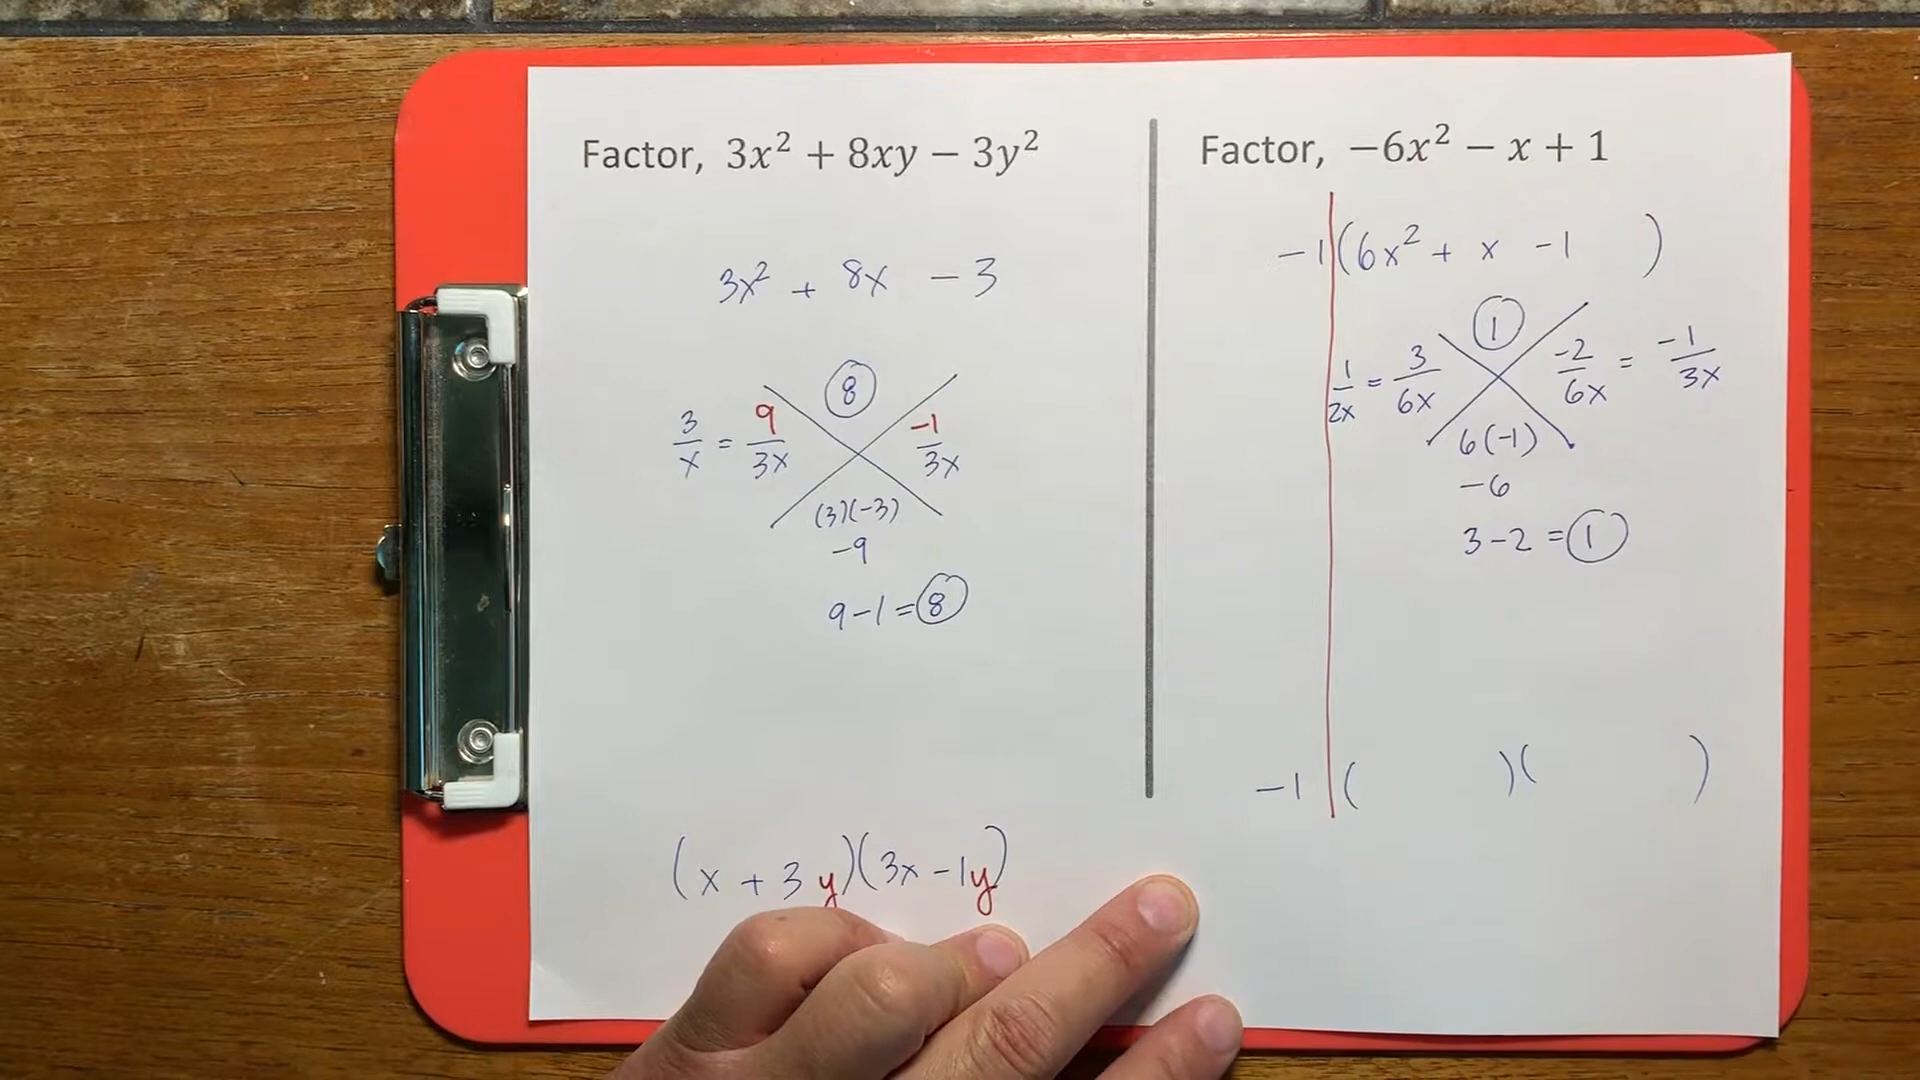 Factor, 3x² + 8xy − 3y²
3x² + 8x − 3
8
3/x = 9/3x
-1/3x
(3)(-3)
-9
9-1=8
(x + 3y)(3x - 1y)
Factor, −6x² − x + 1
-1(6x² + x -1 )
1
1/2x = 3/6x
-2/6x = -1/3x
6(-1)
-6
3-2=1
-1 ( )( )